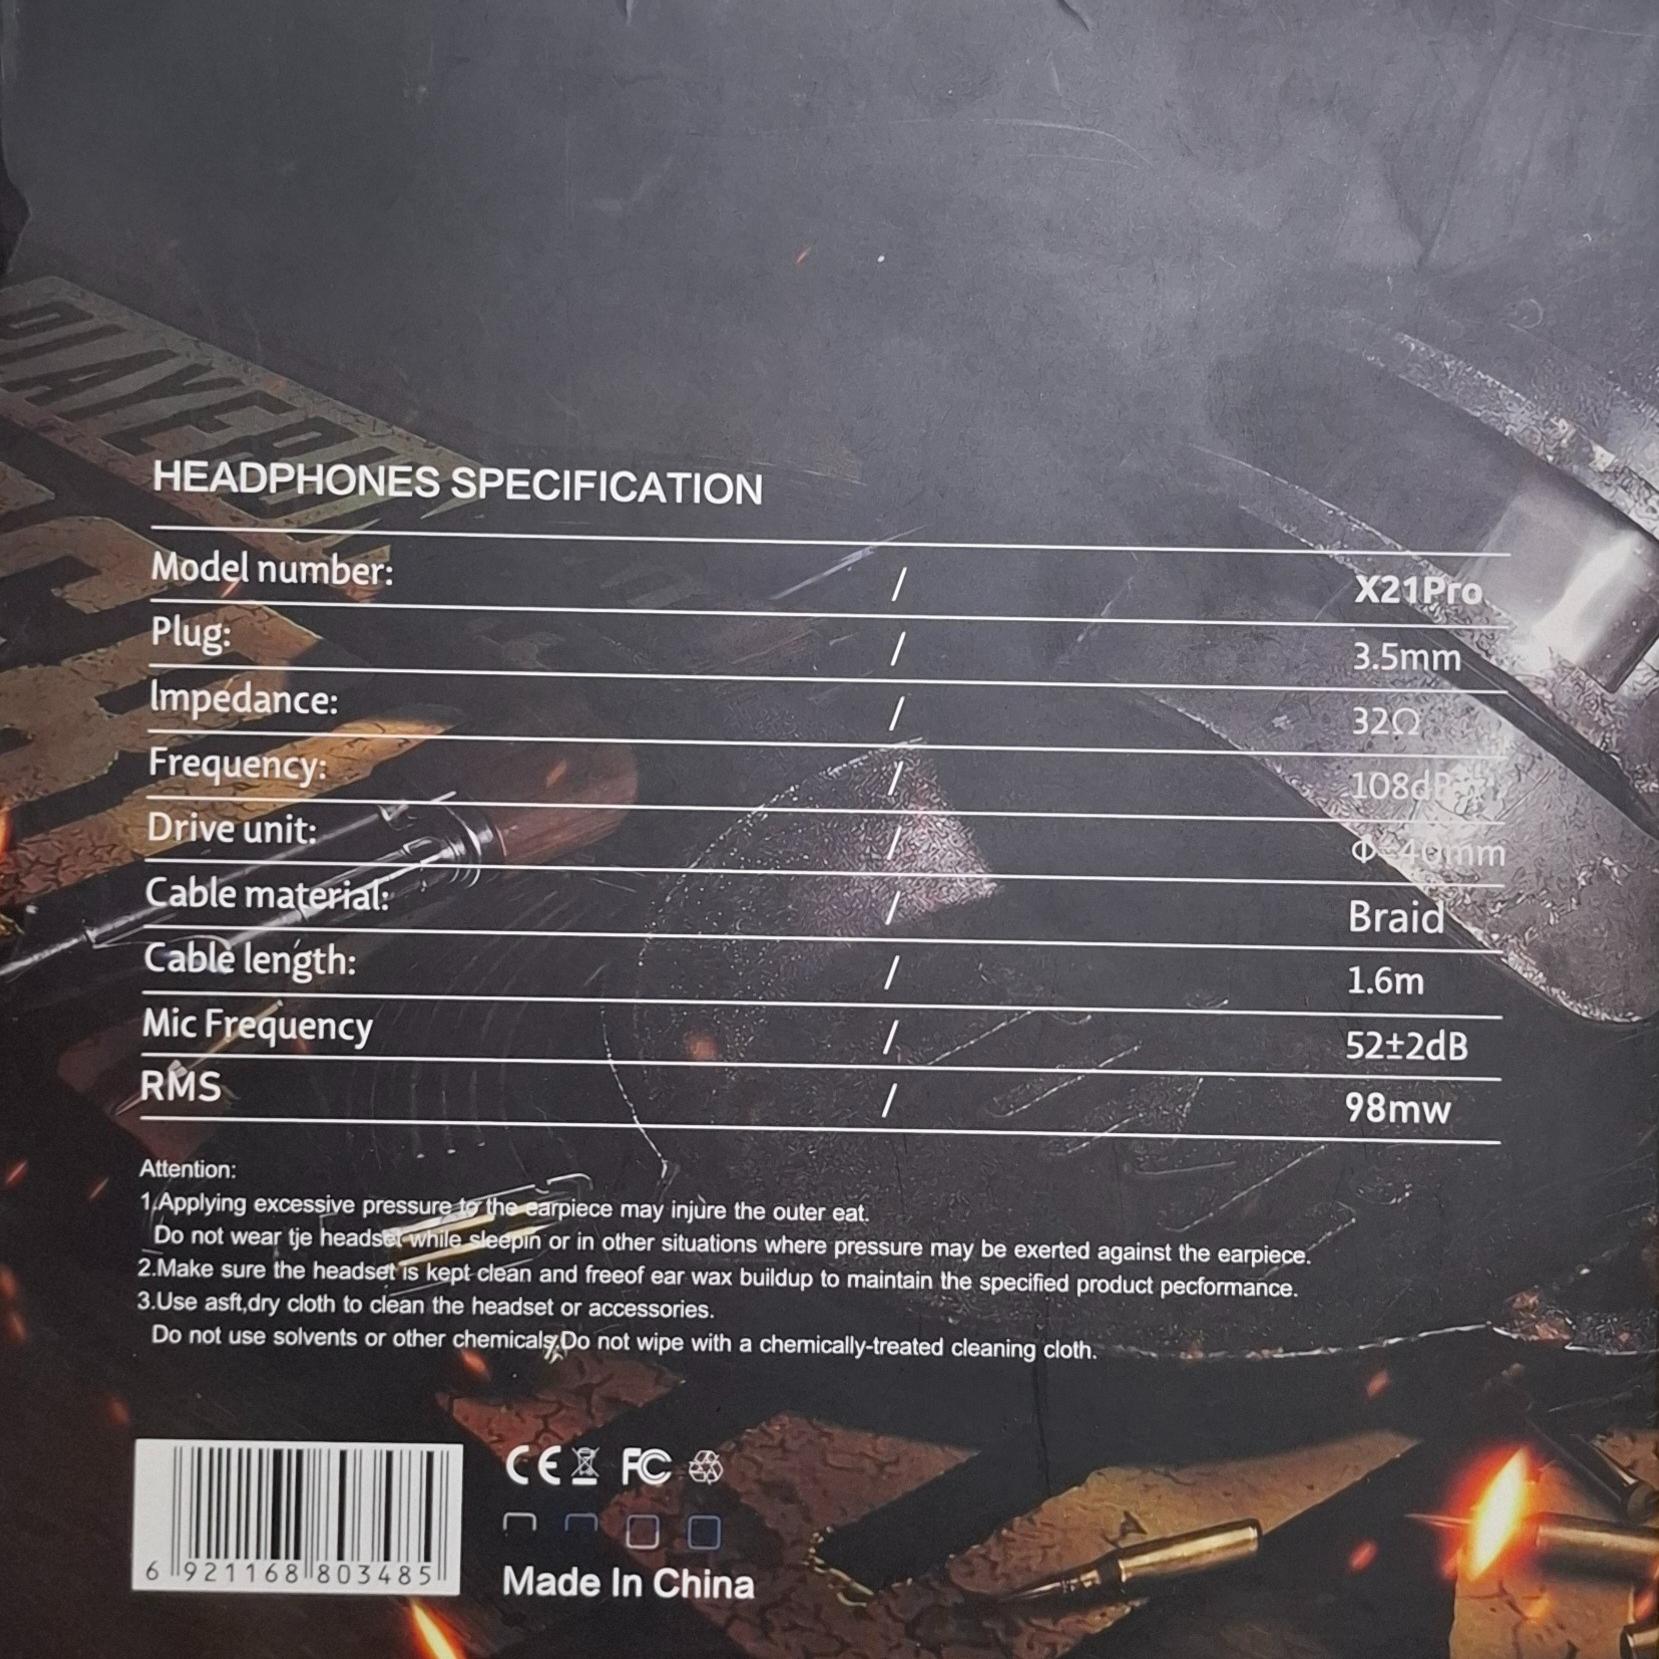 PLAYER
HEADPHONES SPECIFICATION
Model number: / X21Pro
Plug: / 3.5mm
Impedance: / 32Ω
Frequency: /
Drive unit: /
Cable material: / Braid
Cable length: / 1.6m
Mic Frequency / 52±2dB
RMS / 98mw
Attention:
1.Applying excessive pressure to the earpiece may injure the outer eat.
Do not wear tje headset while sleepin or in other situations where pressure may be exerted against the earpiece.
2.Make sure the headset is kept clean and freeof ear wax buildup to maintain the specified product pecformance.
3.Use asft,dry cloth to clean the headset or accessories.
Do not use solvents or other chemicals.Do not wipe with a chemically-treated cleaning cloth.
CE FC
6 921168 803485
Made In China